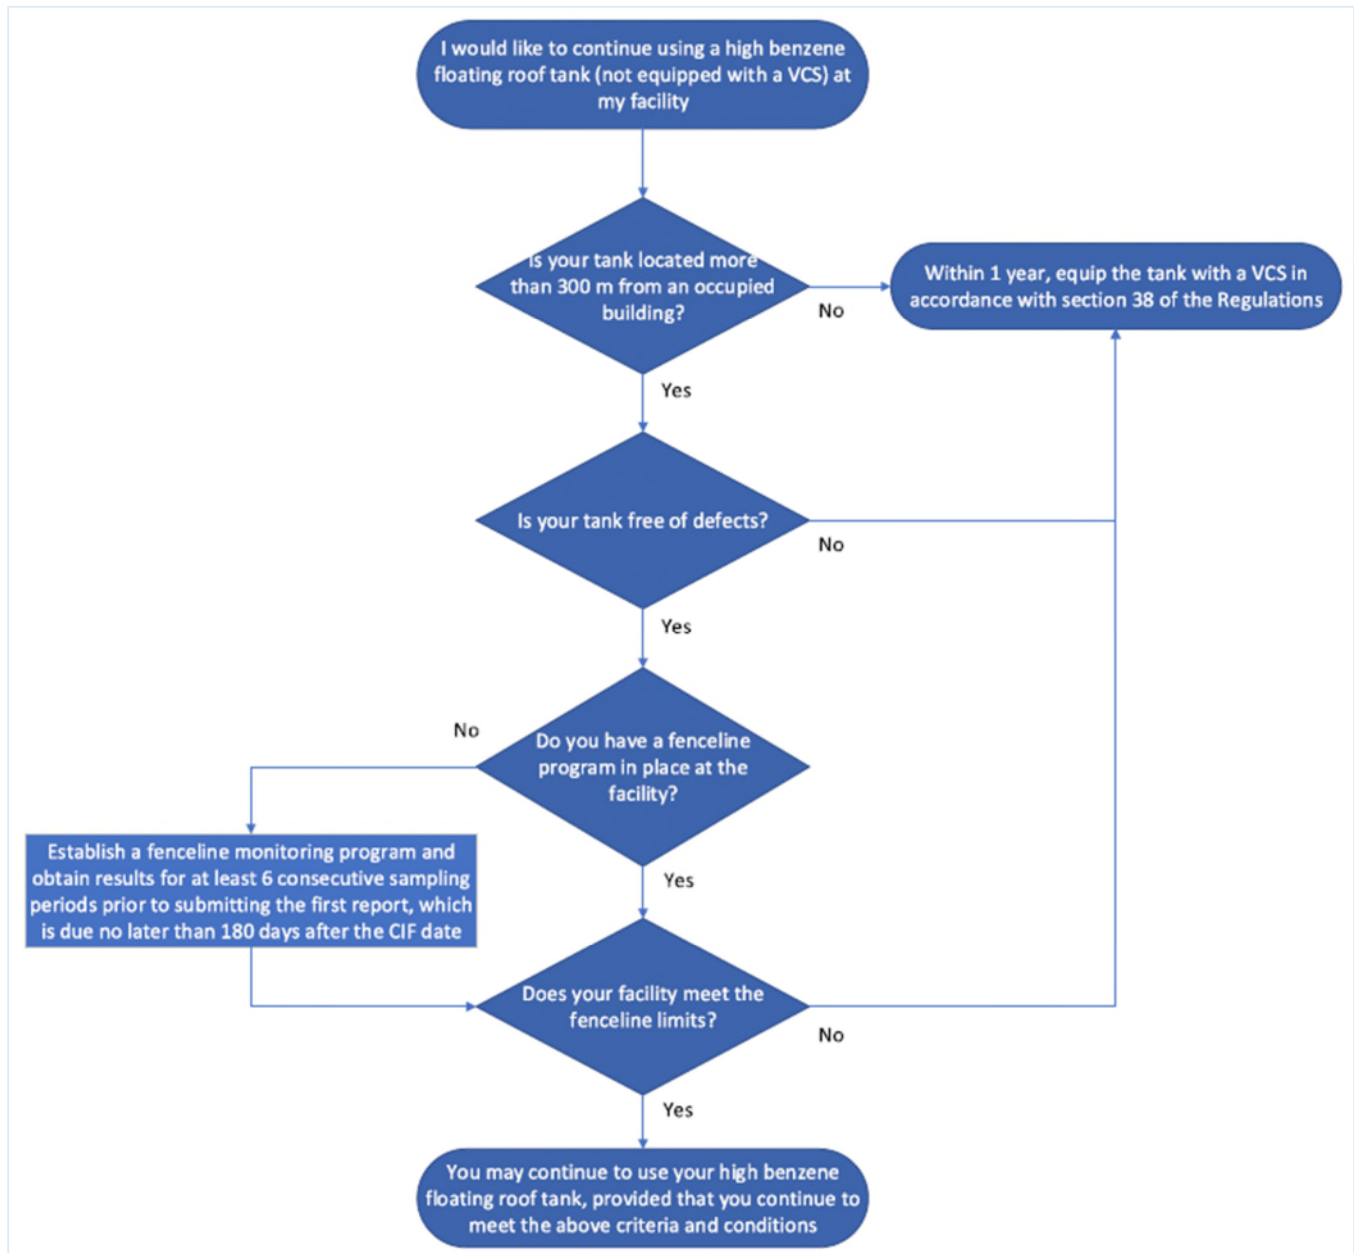 I would like to continue using a high benzene
floating roof tank (not equipped with a VCS) at
my facility
Is your tank located more
than 300 m from an occupied
building?
No
Within 1 year, equip the tank with a VCS in
accordance with section 38 of the Regulations
Yes
Is your tank free of defects?
No
Yes
No
Do you have a fenceline
program in place at the
facility?
Establish a fenceline monitoring program and
obtain results for at least 6 consecutive sampling
periods prior to submitting the first report, which
is due no later than 180 days after the CIF date
Yes
Does your facility meet the
fenceline limits?
No
Yes
You may continue to use your high benzene
floating roof tank, provided that you continue to
meet the above criteria and conditions